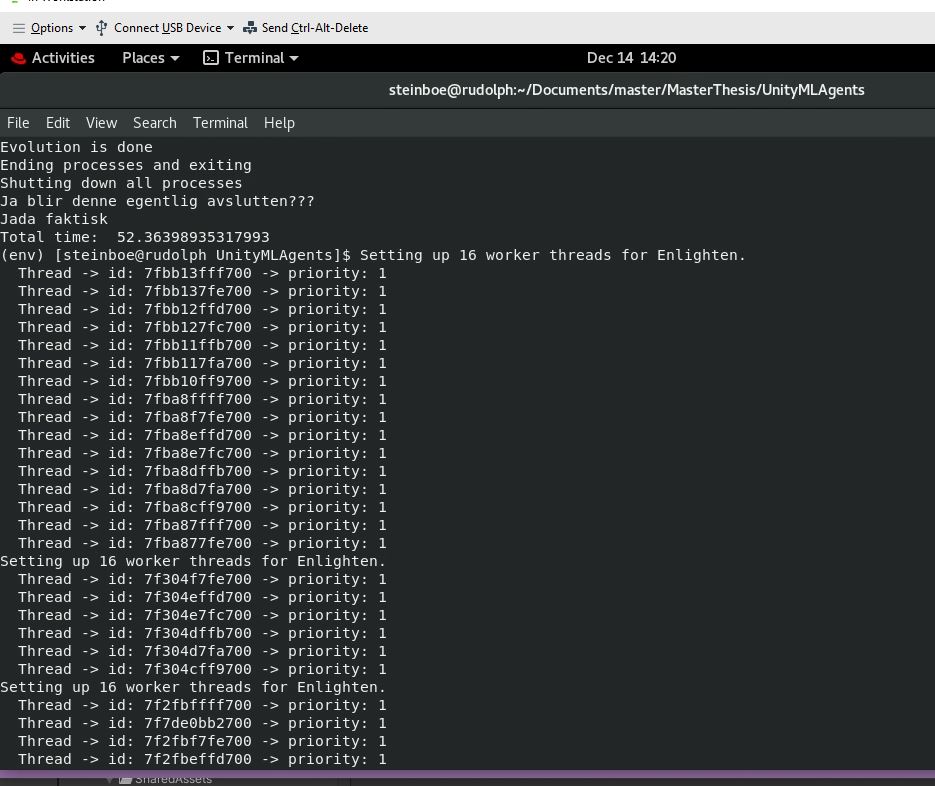 Options Connect USB Device Send Ctrl-Alt-Delete
Activities Places Terminal Dec 14 14:20
steinboe@rudolph:~/Documents/master/MasterThesis/UnityMLAgents
File Edit View Search Terminal Help
Evolution is done
Ending processes and exiting
Shutting down all processes
Ja blir denne egentlig avslutten???
Jada faktisk
Total time:  52.36398935317993
(env) [steinboe@rudolph UnityMLAgents]$ Setting up 16 worker threads for Enlighten.
  Thread -> id: 7fbb13fff700 -> priority: 1
  Thread -> id: 7fbb137fe700 -> priority: 1
  Thread -> id: 7fbb12ffd700 -> priority: 1
  Thread -> id: 7fbb127fc700 -> priority: 1
  Thread -> id: 7fbb11ffb700 -> priority: 1
  Thread -> id: 7fbb117fa700 -> priority: 1
  Thread -> id: 7fbb10ff9700 -> priority: 1
  Thread -> id: 7fba8ffff700 -> priority: 1
  Thread -> id: 7fba8f7fe700 -> priority: 1
  Thread -> id: 7fba8effd700 -> priority: 1
  Thread -> id: 7fba8e7fc700 -> priority: 1
  Thread -> id: 7fba8dffb700 -> priority: 1
  Thread -> id: 7fba8d7fa700 -> priority: 1
  Thread -> id: 7fba8cff9700 -> priority: 1
  Thread -> id: 7fba87fff700 -> priority: 1
  Thread -> id: 7fba877fe700 -> priority: 1
Setting up 16 worker threads for Enlighten.
  Thread -> id: 7f304f7fe700 -> priority: 1
  Thread -> id: 7f304effd700 -> priority: 1
  Thread -> id: 7f304e7fc700 -> priority: 1
  Thread -> id: 7f304dffb700 -> priority: 1
  Thread -> id: 7f304d7fa700 -> priority: 1
  Thread -> id: 7f304cff9700 -> priority: 1
Setting up 16 worker threads for Enlighten.
  Thread -> id: 7f2fbffff700 -> priority: 1
  Thread -> id: 7f7de0bb2700 -> priority: 1
  Thread -> id: 7f2fbf7fe700 -> priority: 1
  Thread -> id: 7f2fbeffd700 -> priority: 1
SharedAssets